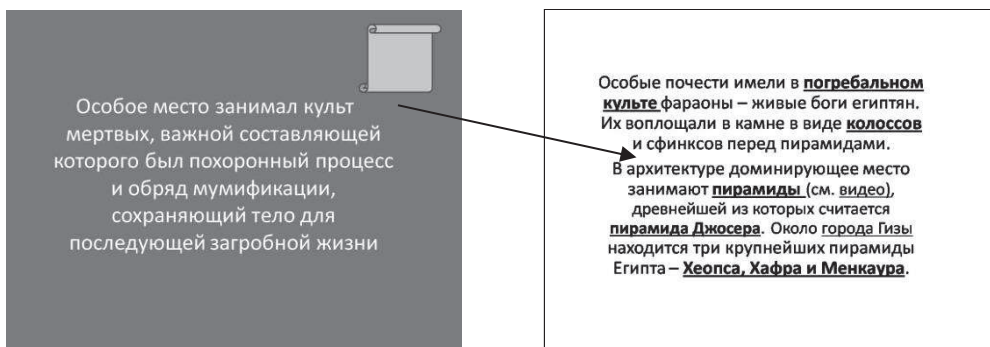 Особое место занимал культ
мертвых, важной составляющей
которого был похоронный процесс
и обряд мумификации,
сохраняющий тело для
последующей загробной жизни
Особые почести имели в погребальном
культе фараоны – живые боги египтян.
Их воплощали в камне в виде колоссов
и сфинксов перед пирамидами.
В архитектуре доминирующее место
занимают пирамиды (см. видео),
древнейшей из которых считается
пирамида Джосера. Около города Гизы
находится три крупнейших пирамиды
Египта – Хеопса, Хафра и Менкаура.